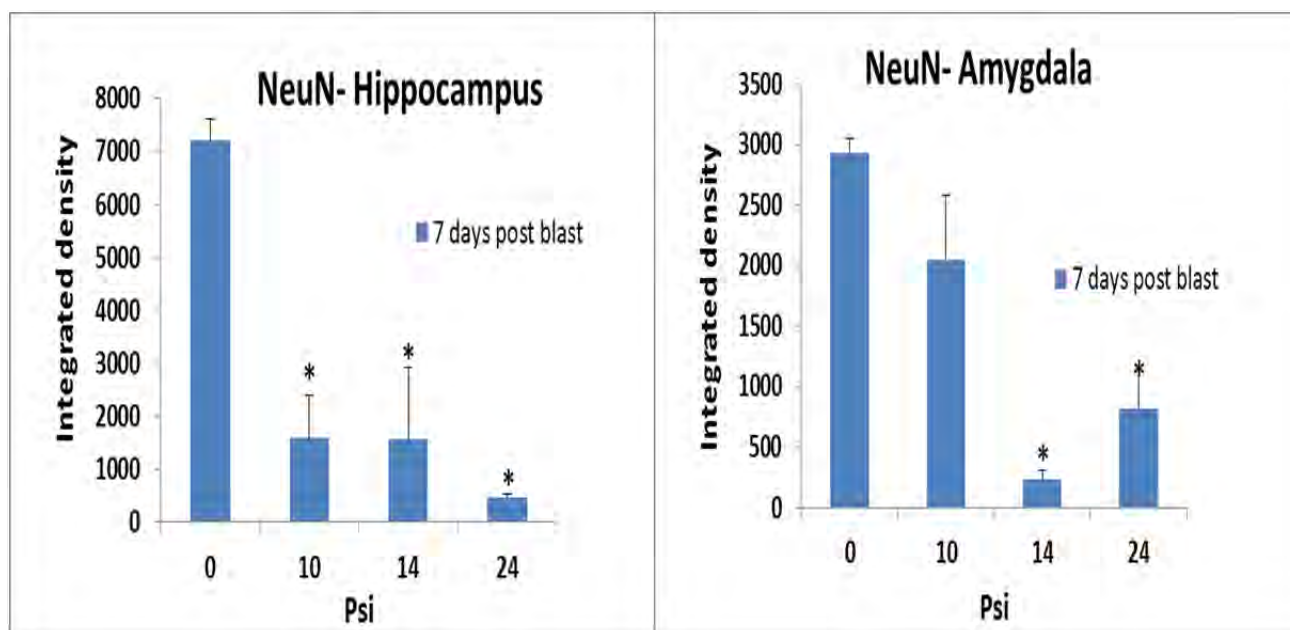 NeuN- Hippocampus
8000
7000
6000
5000
4000
3000
2000
1000
0
Integrated density
7 days post blast
*
*
*
0 10 14 24
Psi
NeuN- Amygdala
3500
3000
2500
2000
1500
1000
500
0
Integrated density
7 days post blast
*
*
0 10 14 24
Psi